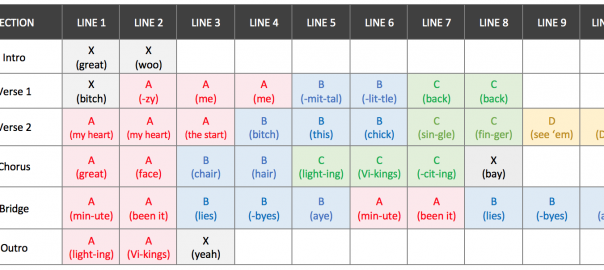 ECTION LINE 1 LINE 2 LINE 3 LINE 4 LINE 5 LINE 6 LINE 7 LINE 8 LINE 9 LIN
Intro X X
(great) (woo)
Verse 1 X A A A B B C C
(bitch) (-zy) (me) (me) (-mit-tal) (-lit-tle) (back) (back)
Verse 2 A A A B B B C C D
(my heart) (my heart) (the start) (bitch) (this) (chick) (sin-gle) (fin-ger) (see ‘em) (D
Chorus A A B B C C C X
(great) (face) (chair) (hair) (light-ing) (Vi-kings) (-cit-ing) (bay)
Bridge A A B B B A A B B
(min-ute) (been it) (lies) (-byes) (aye) (min-ute) (been it) (lies) (-byes) (a
Outro A A X
(light-ing) (Vi-kings) (yeah)